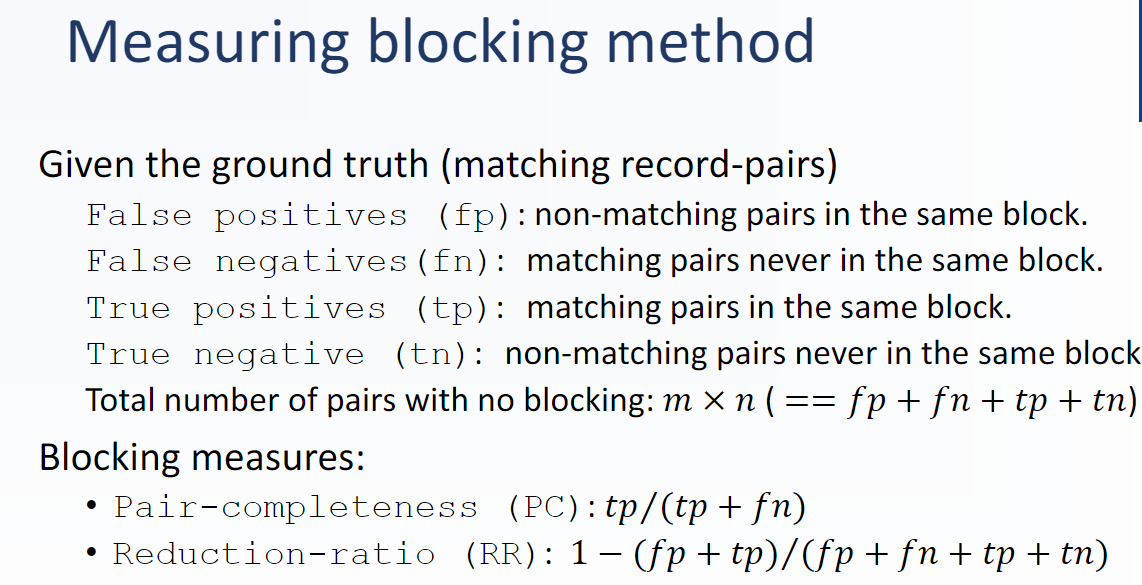 Measuring blocking method
Given the ground truth (matching record-pairs)
False positives (fp): non-matching pairs in the same block.
False negatives(fn): matching pairs never in the same block.
True positives (tp): matching pairs in the same block.
True negative (tn): non-matching pairs never in the same block
Total number of pairs with no blocking: m × n ( == fp + fn + tp + tn)
Blocking measures:
• Pair-completeness (PC): tp/(tp + fn)
• Reduction-ratio (RR): 1 − (fp + tp)/(fp + fn + tp + tn)